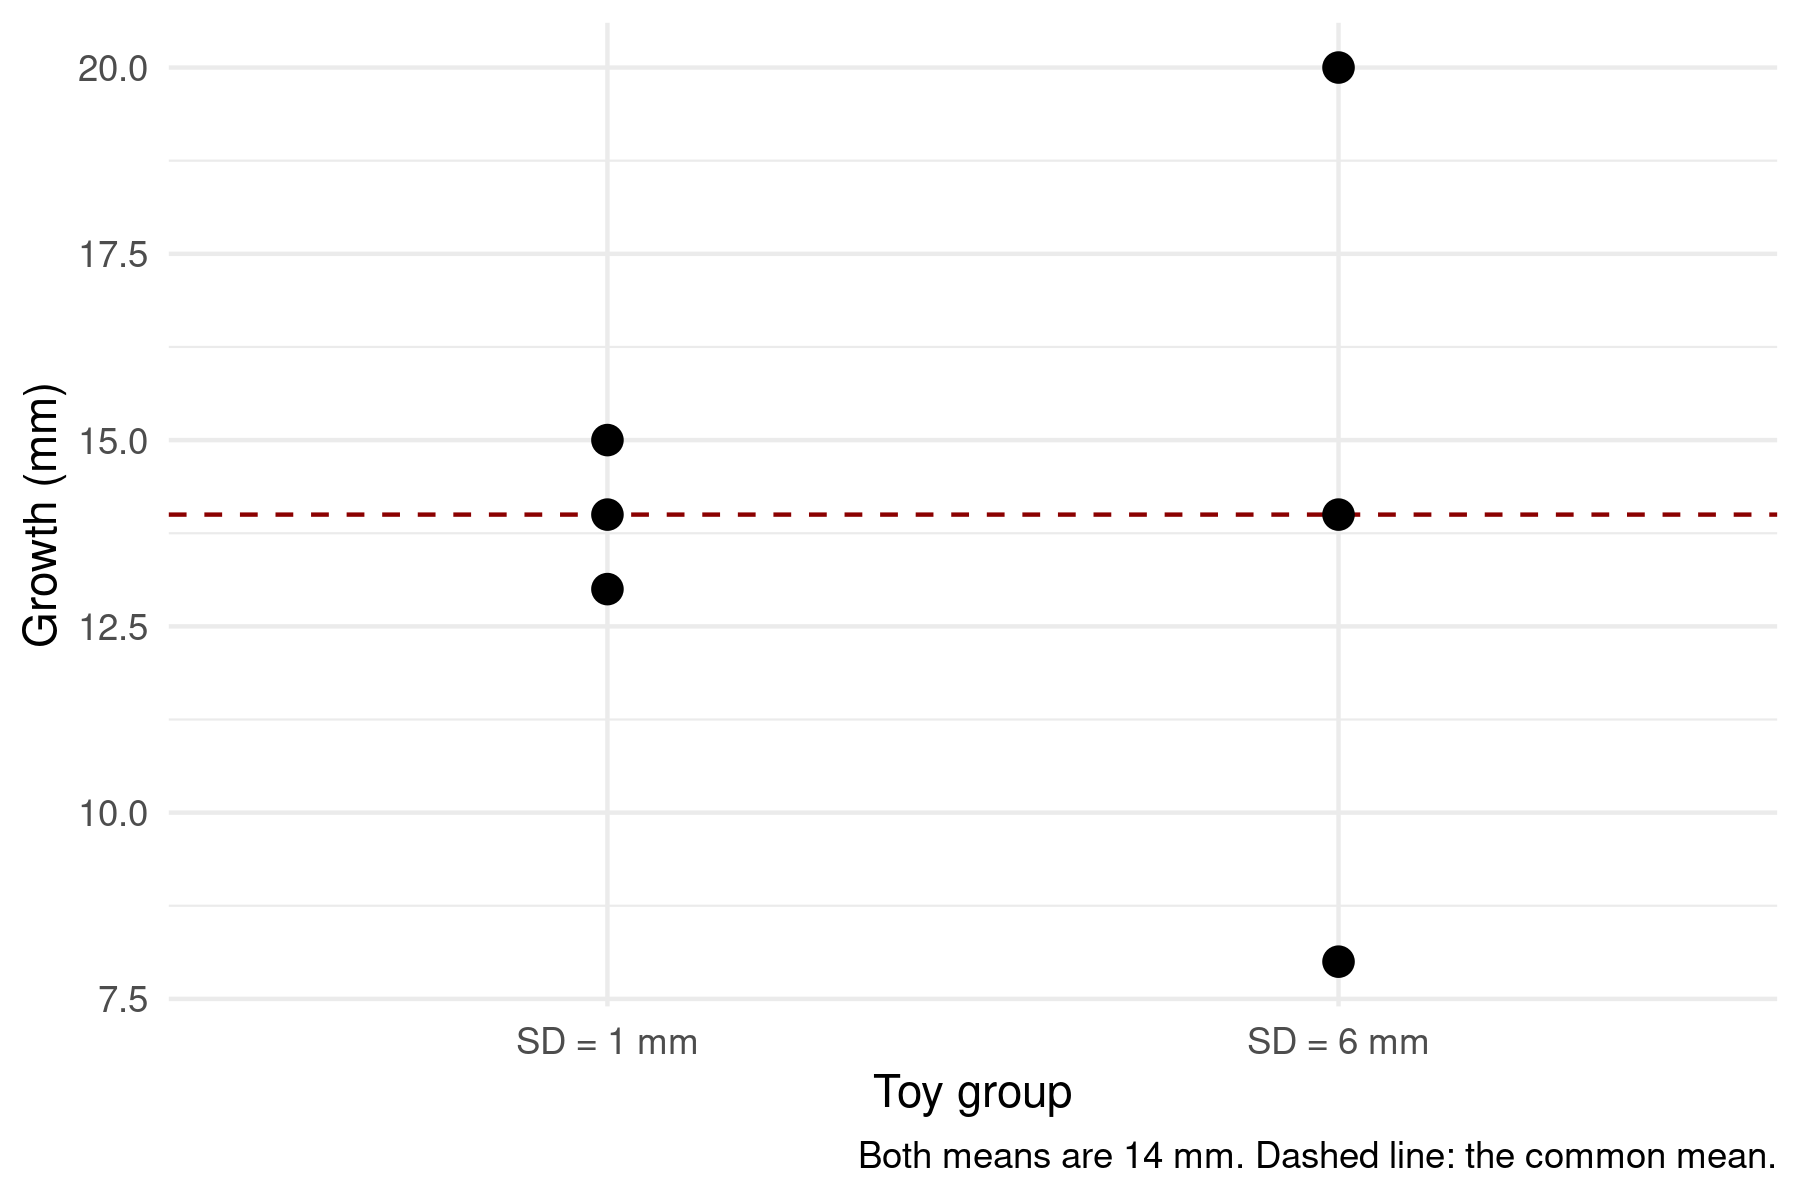 20.0
17.5
15.0
12.5
10.0
7.5
Growth (mm)
SD = 1 mm
SD = 6 mm
Toy group
Both means are 14 mm. Dashed line: the common mean.